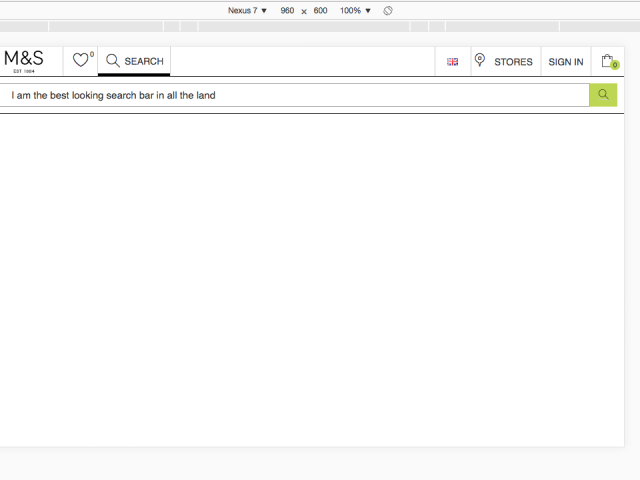 Nexus 7 ▼ 960 × 600 100% ▼
M&S
EST 1884
0
SEARCH
STORES
SIGN IN
0
I am the best looking search bar in all the land